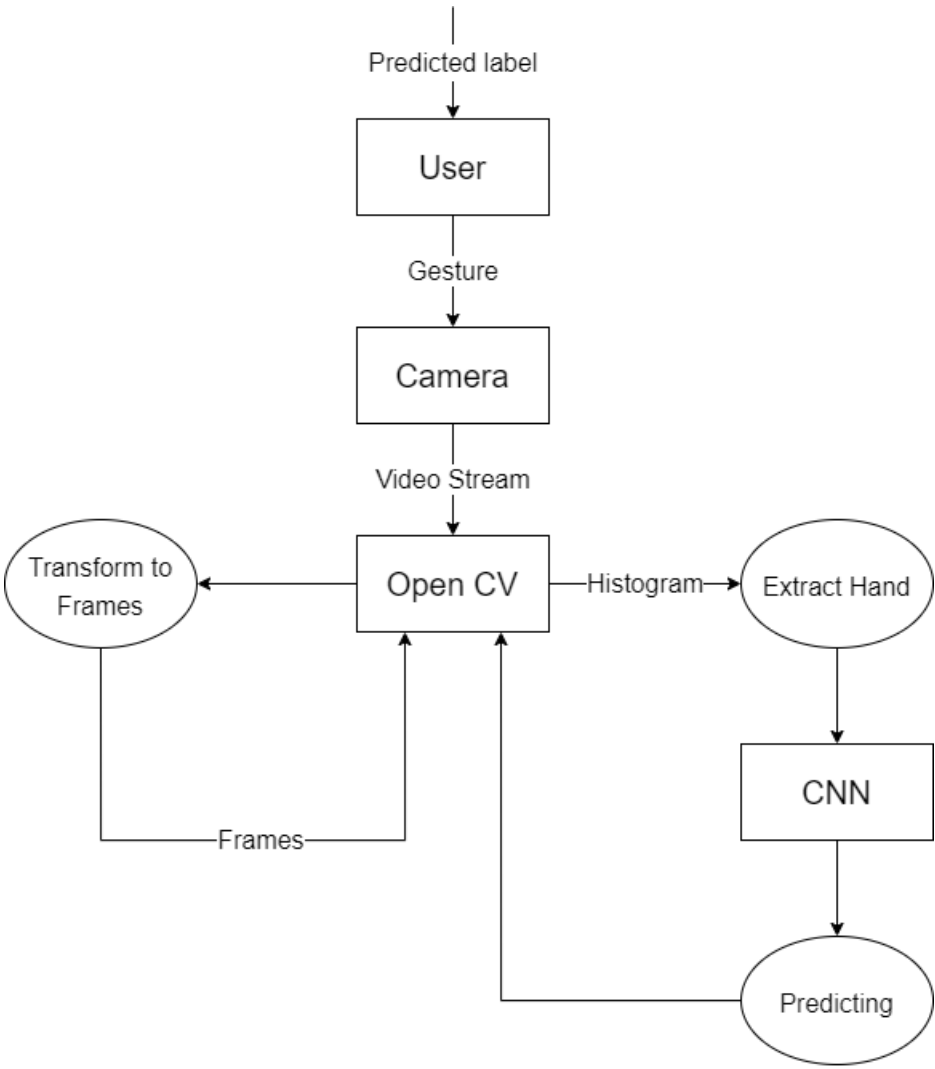 Predicted label
User
Gesture
Camera
Video Stream
Transform to
Frames
Open CV
Histogram
Extract Hand
CNN
Frames
Predicting